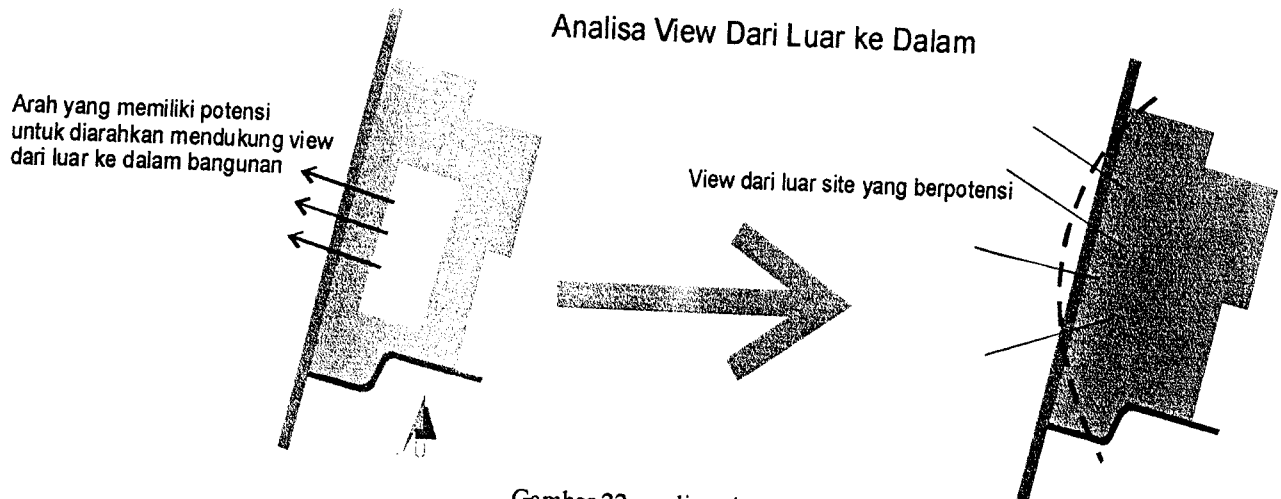 Analisa View Dari Luar ke Dalam
Arah yang memiliki potensi
untuk diarahkan mendukung view
dari luar ke dalam bangunan
View dari luar site yang berpotensi
U